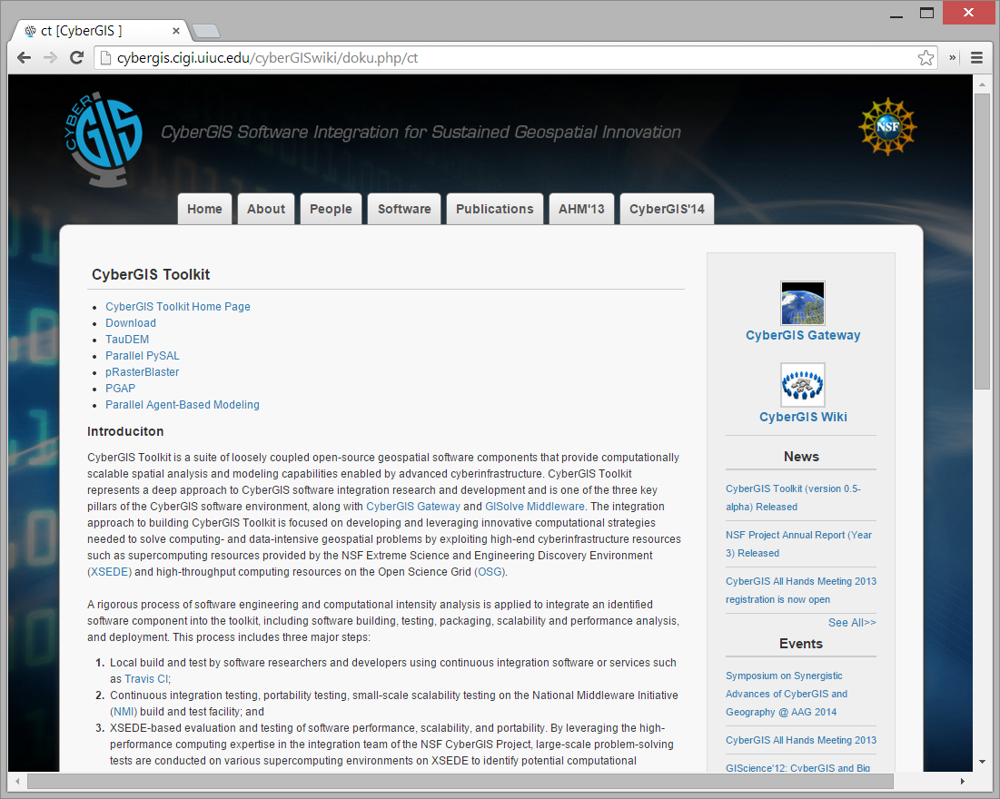 ct [CyberGIS ]
cybergis.cigi.uiuc.edu/cyberGISwiki/doku.php/ct
CYBER
GIS
CyberGIS Software Integration for Sustained Geospatial Innovation
NSF
Home
About
People
Software
Publications
AHM'13
CyberGIS'14
CyberGIS Toolkit
CyberGIS Toolkit Home Page
Download
TauDEM
Parallel PySAL
pRasterBlaster
PGAP
Parallel Agent-Based Modeling
Introduciton
CyberGIS Toolkit is a suite of loosely coupled open-source geospatial software components that provide computationally
scalable spatial analysis and modeling capabilities enabled by advanced cyberinfrastructure. CyberGIS Toolkit
represents a deep approach to CyberGIS software integration research and development and is one of the three key
pillars of the CyberGIS software environment, along with CyberGIS Gateway and GISolve Middleware. The integration
approach to building CyberGIS Toolkit is focused on developing and leveraging innovative computational strategies
needed to solve computing- and data-intensive geospatial problems by exploiting high-end cyberinfrastructure resources
such as supercomputing resources provided by the NSF Extreme Science and Engineering Discovery Environment
(XSEDE) and high-throughput computing resources on the Open Science Grid (OSG).
A rigorous process of software engineering and computational intensity analysis is applied to integrate an identified
software component into the toolkit, including software building, testing, packaging, scalability and performance analysis,
and deployment. This process includes three major steps:
1. Local build and test by software researchers and developers using continuous integration software or services such
as Travis CI;
2. Continuous integration testing, portability testing, small-scale scalability testing on the National Middleware Initiative
(NMI) build and test facility; and
3. XSEDE-based evaluation and testing of software performance, scalability, and portability. By leveraging the high-
performance computing expertise in the integration team of the NSF CyberGIS Project, large-scale problem-solving
tests are conducted on various supercomputing environments on XSEDE to identify potential computational
CyberGIS Gateway
CyberGIS Wiki
News
CyberGIS Toolkit (version 0.5-
alpha) Released
NSF Project Annual Report (Year
3) Released
CyberGIS All Hands Meeting 2013
registration is now open
See All>>
Events
Symposium on Synergistic
Advances of CyberGIS and
Geography @ AAG 2014
CyberGIS All Hands Meeting 2013
GIScience'12: CyberGIS and Big